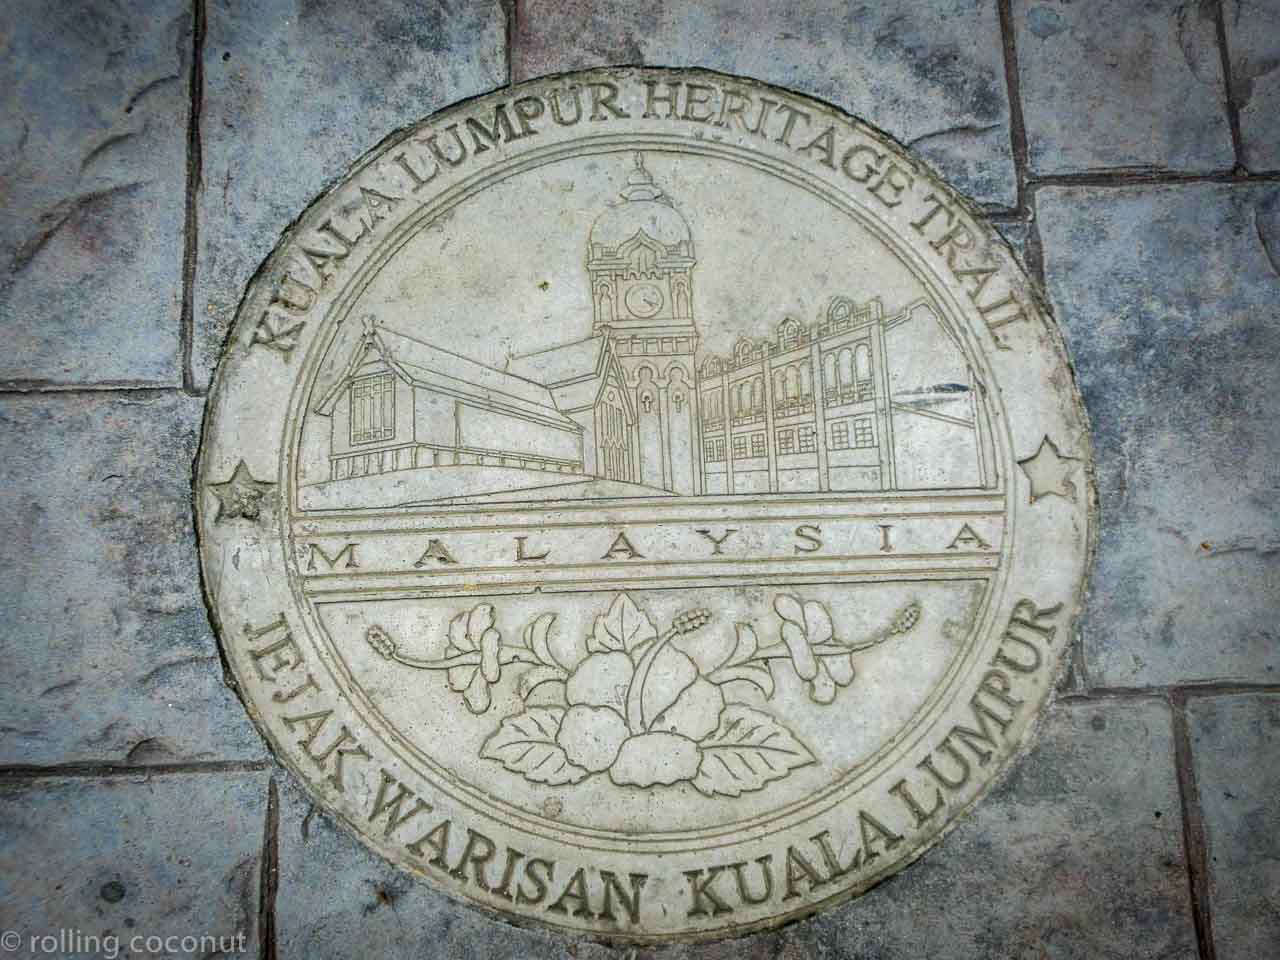 KUALA LUMPUR HERITAGE TRAIL
MALAYSIA
JEJAK WARISAN KUALA LUMPUR
© rolling coconut